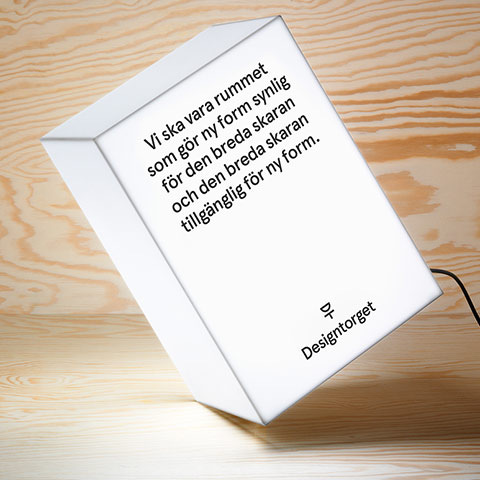 Vi ska vara rummet
som gör ny form synlig
för den breda skaran
och den breda skaran
tillgänglig för ny form.
Designtorget